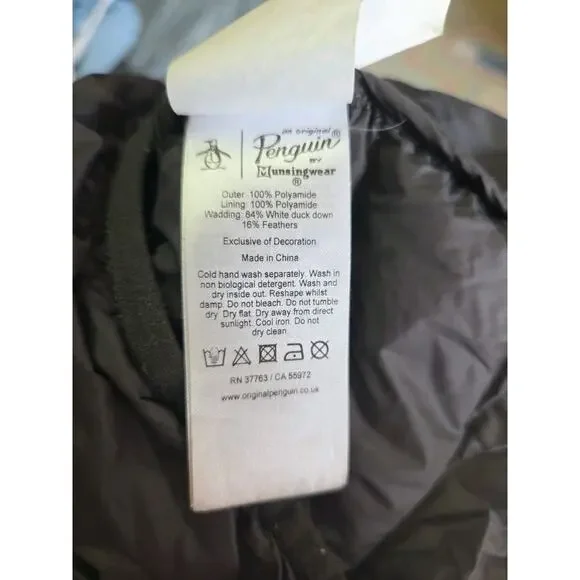 an original
Penguin®
BY
Munsingwear
®
Outer: 100% Polyamide
Lining: 100% Polyamide
Wadding: 84% White duck down
16% Feathers
Exclusive of Decoration
Made in China
Cold hand wash separately. Wash in
non biological detergent. Wash and
dry inside out. Reshape whilst
damp. Do not bleach. Do not tumble
dry. Dry flat. Dry away from direct
sunlight. Cool iron. Do not
dry clean.
RN 37763 / CA 55972
www.originalpenguin.co.uk